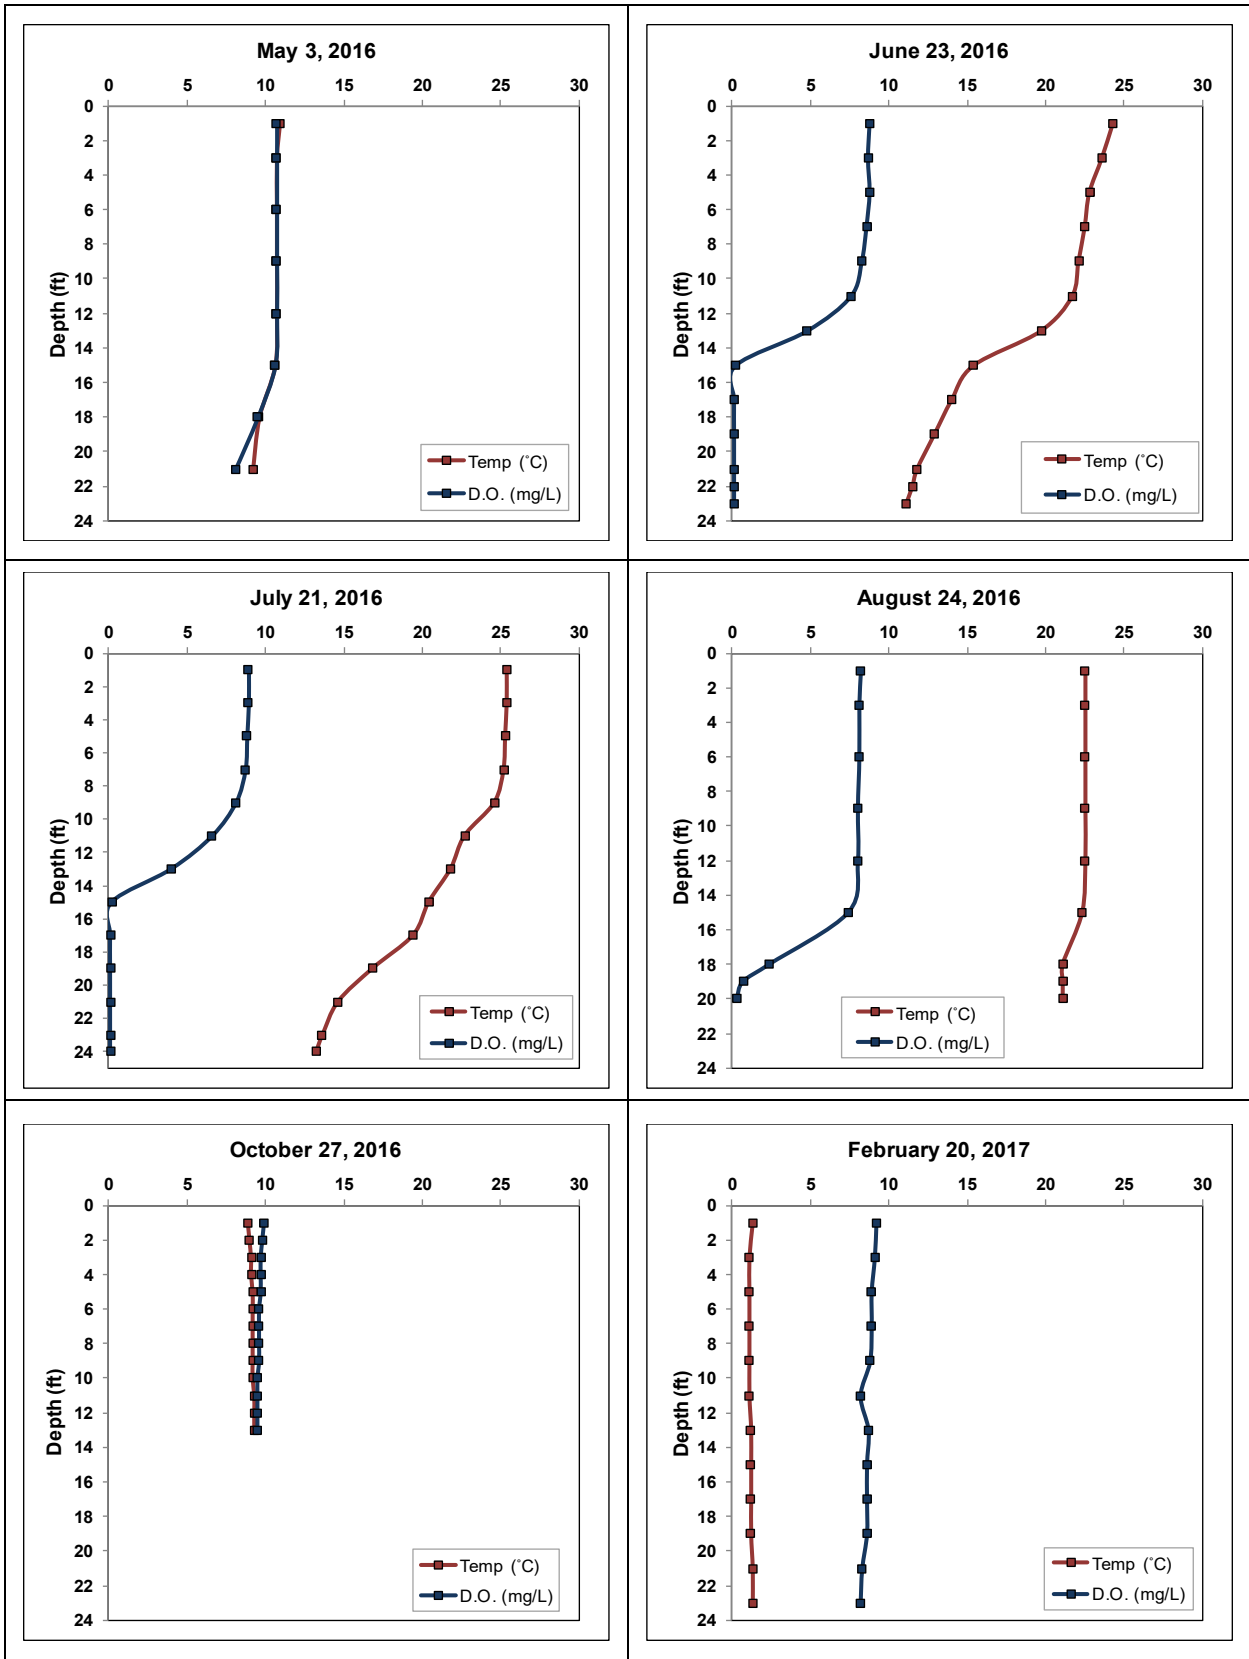 May 3, 2016
0 5 10 15 20 25 30
0
2
4
6
8
10
12
14
16
18
20
22
24
Depth (ft)
Temp (˚C)
D.O. (mg/L)
June 23, 2016
0 5 10 15 20 25 30
0
2
4
6
8
10
12
14
16
18
20
22
24
Depth (ft)
Temp (˚C)
D.O. (mg/L)
July 21, 2016
0 5 10 15 20 25 30
0
2
4
6
8
10
12
14
16
18
20
22
24
Depth (ft)
Temp (˚C)
D.O. (mg/L)
August 24, 2016
0 5 10 15 20 25 30
0
2
4
6
8
10
12
14
16
18
20
22
24
Depth (ft)
Temp (˚C)
D.O. (mg/L)
October 27, 2016
0 5 10 15 20 25 30
0
2
4
6
8
10
12
14
16
18
20
22
24
Depth (ft)
Temp (˚C)
D.O. (mg/L)
February 20, 2017
0 5 10 15 20 25 30
0
2
4
6
8
10
12
14
16
18
20
22
24
Depth (ft)
Temp (˚C)
D.O. (mg/L)